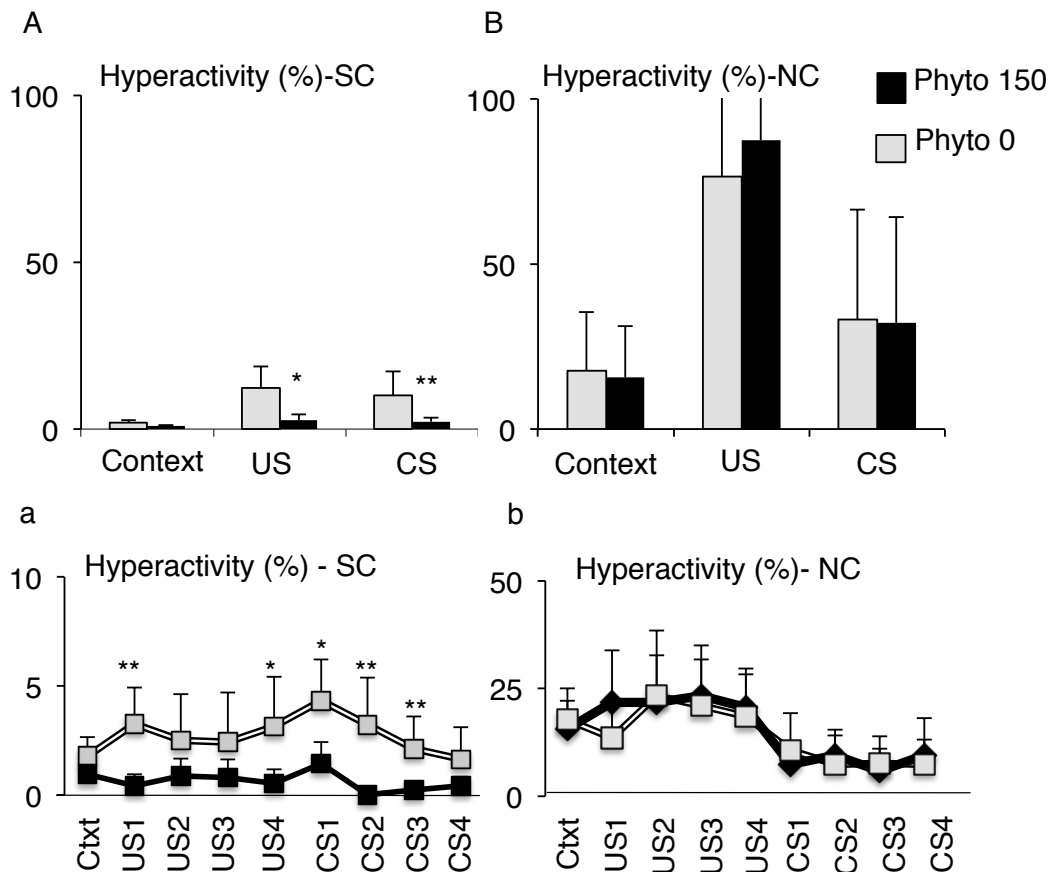 A
Hyperactivity (%)-SC
100
50
0
*
**
Context US CS
B
Hyperactivity (%)-NC
100
50
0
Phyto 150
Phyto 0
Context US CS
a
Hyperactivity (%) - SC
10
5
0
** * * ** **
Ctxt US1 US2 US3 US4 CS1 CS2 CS3 CS4
b
Hyperactivity (%)- NC
50
25
0
Ctxt US1 US2 US3 US4 CS1 CS2 CS3 CS4